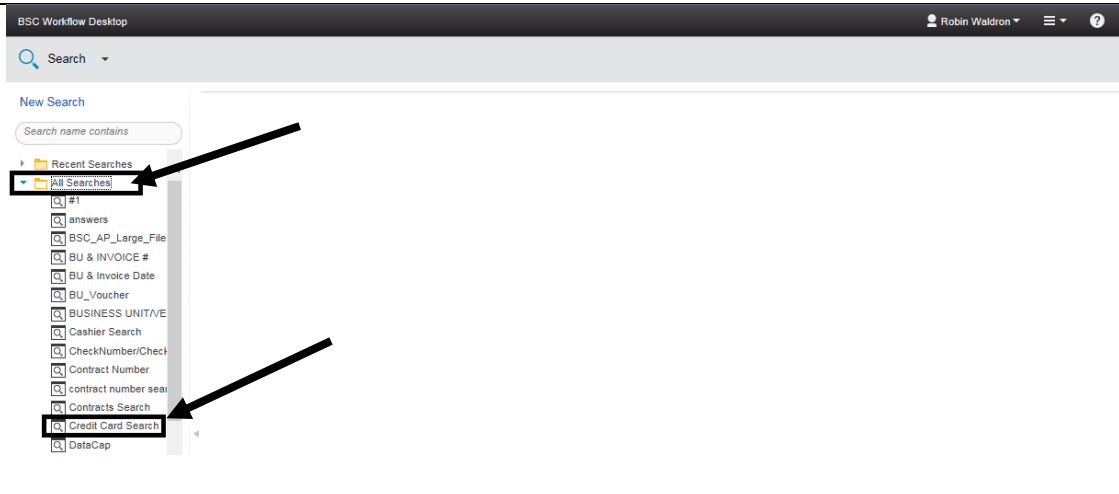 BSC Workflow Desktop
Robin Waldron
?
Search
New Search
Search name contains
Recent Searches
All Searches
#1
answers
BSC_AP_Large_File
BU & INVOICE #
BU & Invoice Date
BU_Voucher
BUSINESS UNIT/VE
Cashier Search
CheckNumber/Check
Contract Number
contract number sear
Contracts Search
Credit Card Search
DataCap